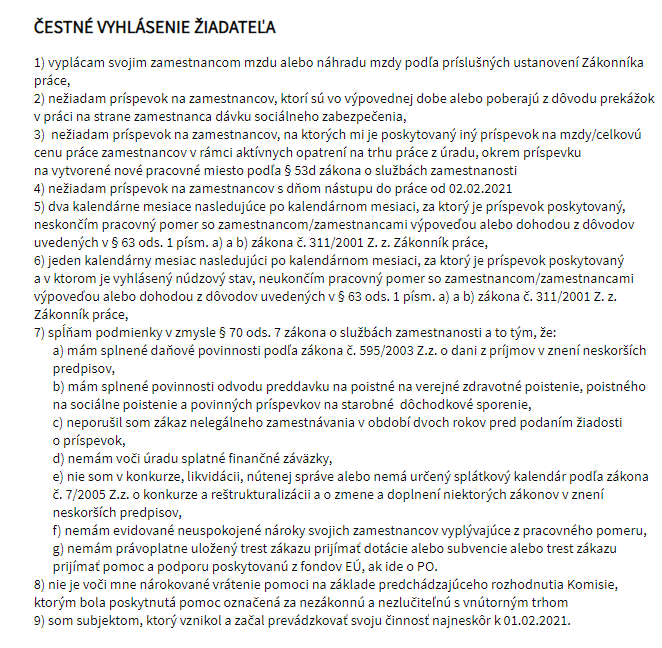 ČESTNÉ VYHLÁSENIE ŽIADATEĽA
1) vyplácam svojim zamestnancom mzdu alebo náhradu mzdy podľa príslušných ustanovení Zákonníka
práce,
2) nežiadam príspevok na zamestnancov, ktorí sú vo výpovednej dobe alebo poberajú z dôvodu prekážok
v práci na strane zamestnanca dávku sociálneho zabezpečenia,
3) nežiadam príspevok na zamestnancov, na ktorých mi je poskytovaný iný príspevok na mzdy/celkovú
cenu práce zamestnancov v rámci aktívnych opatrení na trhu práce z úradu, okrem príspevku
na vytvorené nové pracovné miesto podľa § 53d zákona o službách zamestnanosti
4) nežiadam príspevok na zamestnancov s dňom nástupu do práce od 02.02.2021
5) dva kalendárne mesiace nasledujúce po kalendárnom mesiaci, za ktorý je príspevok poskytovaný,
neskončím pracovný pomer so zamestnancom/zamestnancami výpoveďou alebo dohodou z dôvodov
uvedených v § 63 ods. 1 písm. a) a b) zákona č. 311/2001 Z. z. Zákonník práce,
6) jeden kalendárny mesiac nasledujúci po kalendárnom mesiaci, za ktorý je príspevok poskytovaný
a v ktorom je vyhlásený núdzový stav, neukončím pracovný pomer so zamestnancom/zamestnancami
výpoveďou alebo dohodou z dôvodov uvedených v § 63 ods. 1 písm. a) a b) zákona č. 311/2001 Z. z.
Zákonník práce,
7) spĺňam podmienky v zmysle § 70 ods. 7 zákona o službách zamestnanosti a to tým, že:
a) mám splnené daňové povinnosti podľa zákona č. 595/2003 Z.z. o dani z príjmov v znení neskorších
predpisov,
b) mám splnené povinnosti odvodu preddavku na poistné na verejné zdravotné poistenie, poistného
na sociálne poistenie a povinných príspevkov na starobné dôchodkové sporenie,
c) neporušil som zákaz nelegálneho zamestnávania v období dvoch rokov pred podaním žiadosti
o príspevok,
d) nemám voči úradu splatné finančné záväzky,
e) nie som v konkurze, likvidácii, nútenej správe alebo nemá určený splátkový kalendár podľa zákona
č. 7/2005 Z.z. o konkurze a reštrukturalizácii a o zmene a doplnení niektorých zákonov v znení
neskorších predpisov,
f) nemám evidované neuspokojené nároky svojich zamestnancov vyplývajúce z pracovného pomeru,
g) nemám právoplatne uložený trest zákazu prijímať dotácie alebo subvencie alebo trest zákazu
prijímať pomoc a podporu poskytovanú z fondov EÚ, ak ide o PO.
8) nie je voči mne nárokované vrátenie pomoci na základe predchádzajúceho rozhodnutia Komisie,
ktorým bola poskytnutá pomoc označená za nezákonnú a nezlučiteľnú s vnútorným trhom
9) som subjektom, ktorý vznikol a začal prevádzkovať svoju činnosť najneskôr k 01.02.2021.